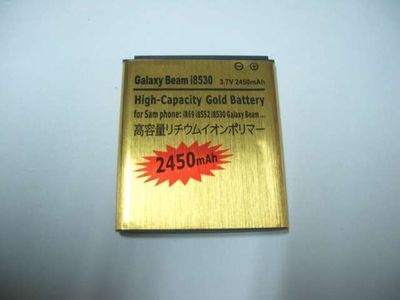 Galaxy Beam i8530
3.7V 2450mAh
High-Capacity Gold Battery
for Sam phone: iR69 i8552 i8530 Galaxy Beam ...
高容量リチウムイオンポリマー
2450mAh